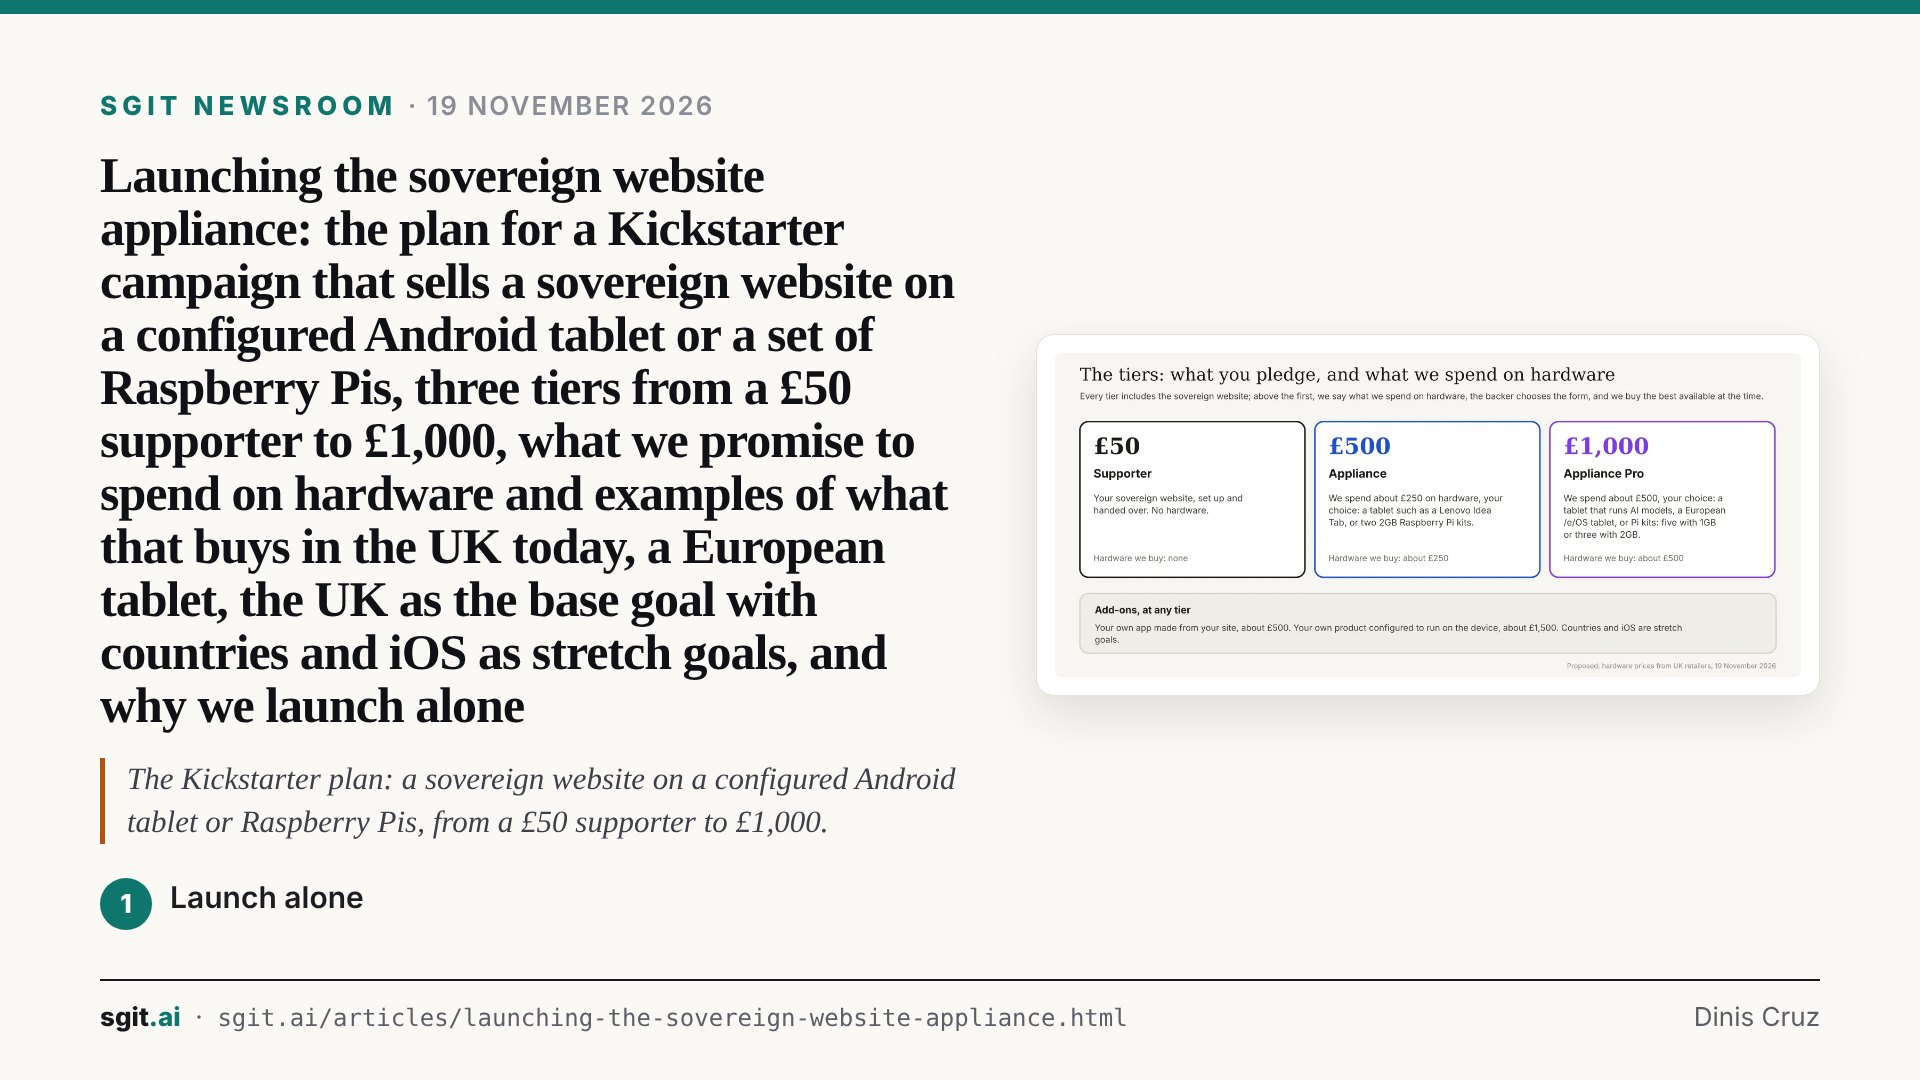 SGIT NEWSROOM · 19 NOVEMBER 2026
Launching the sovereign website
appliance: the plan for a Kickstarter
campaign that sells a sovereign website on
a configured Android tablet or a set of
Raspberry Pis, three tiers from a £50
supporter to £1,000, what we promise to
spend on hardware and examples of what
that buys in the UK today, a European
tablet, the UK as the base goal with
countries and iOS as stretch goals, and
why we launch alone
The Kickstarter plan: a sovereign website on a configured Android
tablet or Raspberry Pis, from a £50 supporter to £1,000.
1 Launch alone
The tiers: what you pledge, and what we spend on hardware
Every tier includes the sovereign website; above the first, we say what we spend on hardware, the backer chooses the form, and we buy the best available at the time.
£50
Supporter
Your sovereign website, set up and
handed over. No hardware.
Hardware we buy: none
£500
Appliance
We spend about £250 on hardware, your
choice: a tablet such as a Lenovo Idea
Tab, or two 2GB Raspberry Pi kits.
Hardware we buy: about £250
£1,000
Appliance Pro
We spend about £500, your choice: a
tablet that runs AI models, a European
/e/OS tablet, or Pi kits: five with 1GB
or three with 2GB.
Hardware we buy: about £500
Add-ons, at any tier
Your own app made from your site, about £500. Your own product configured to run on the device, about £1,500. Countries and iOS are stretch
goals.
Proposed; hardware prices from UK retailers, 19 November 2026
sgit.ai · sgit.ai/articles/launching-the-sovereign-website-appliance.html
Dinis Cruz